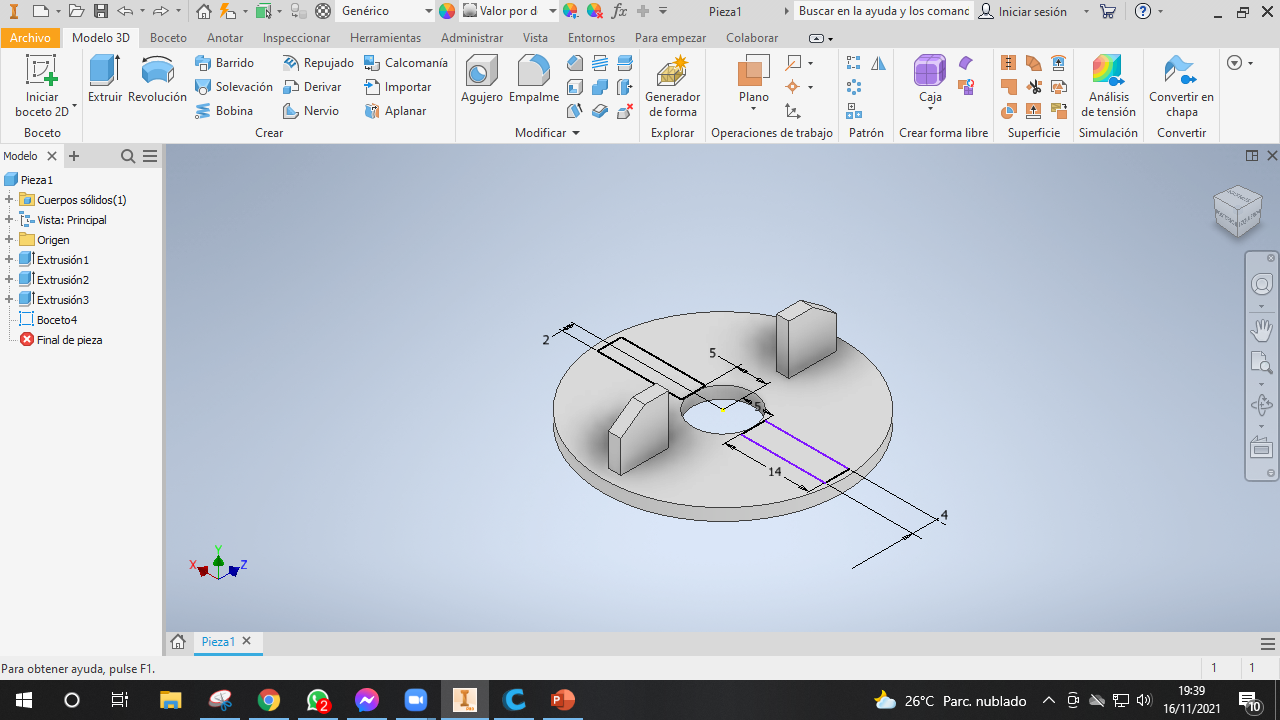 Genérico
Valor por d
Pieza1
Buscar en la ayuda y los comanc
Iniciar sesión
Archivo
Modelo 3D
Boceto
Anotar
Inspeccionar
Herramientas
Administrar
Vista
Entornos
Para empezar
Colaborar
Iniciar
boceto 2D
Boceto
Extruir
Revolución
Barrido
Solevación
Bobina
Repujado
Derivar
Nervio
Calcomanía
Importar
Aplanar
Crear
Agujero
Empalme
Modificar
Generador
de forma
Explorar
Plano
Operaciones de trabajo
Patrón
Caja
Crear forma libre
Superficie
Análisis
de tensión
Simulación
Convertir en
chapa
Convertir
Modelo
Pieza1
Cuerpos sólidos(1)
Vista: Principal
Origen
Extrusión1
Extrusión2
Extrusión3
Boceto4
Final de pieza
2
5
5
14
4
X
Y
Z
Pieza1
Para obtener ayuda, pulse F1.
1
1
2
26°C Parc. nublado
19:39
16/11/2021
10